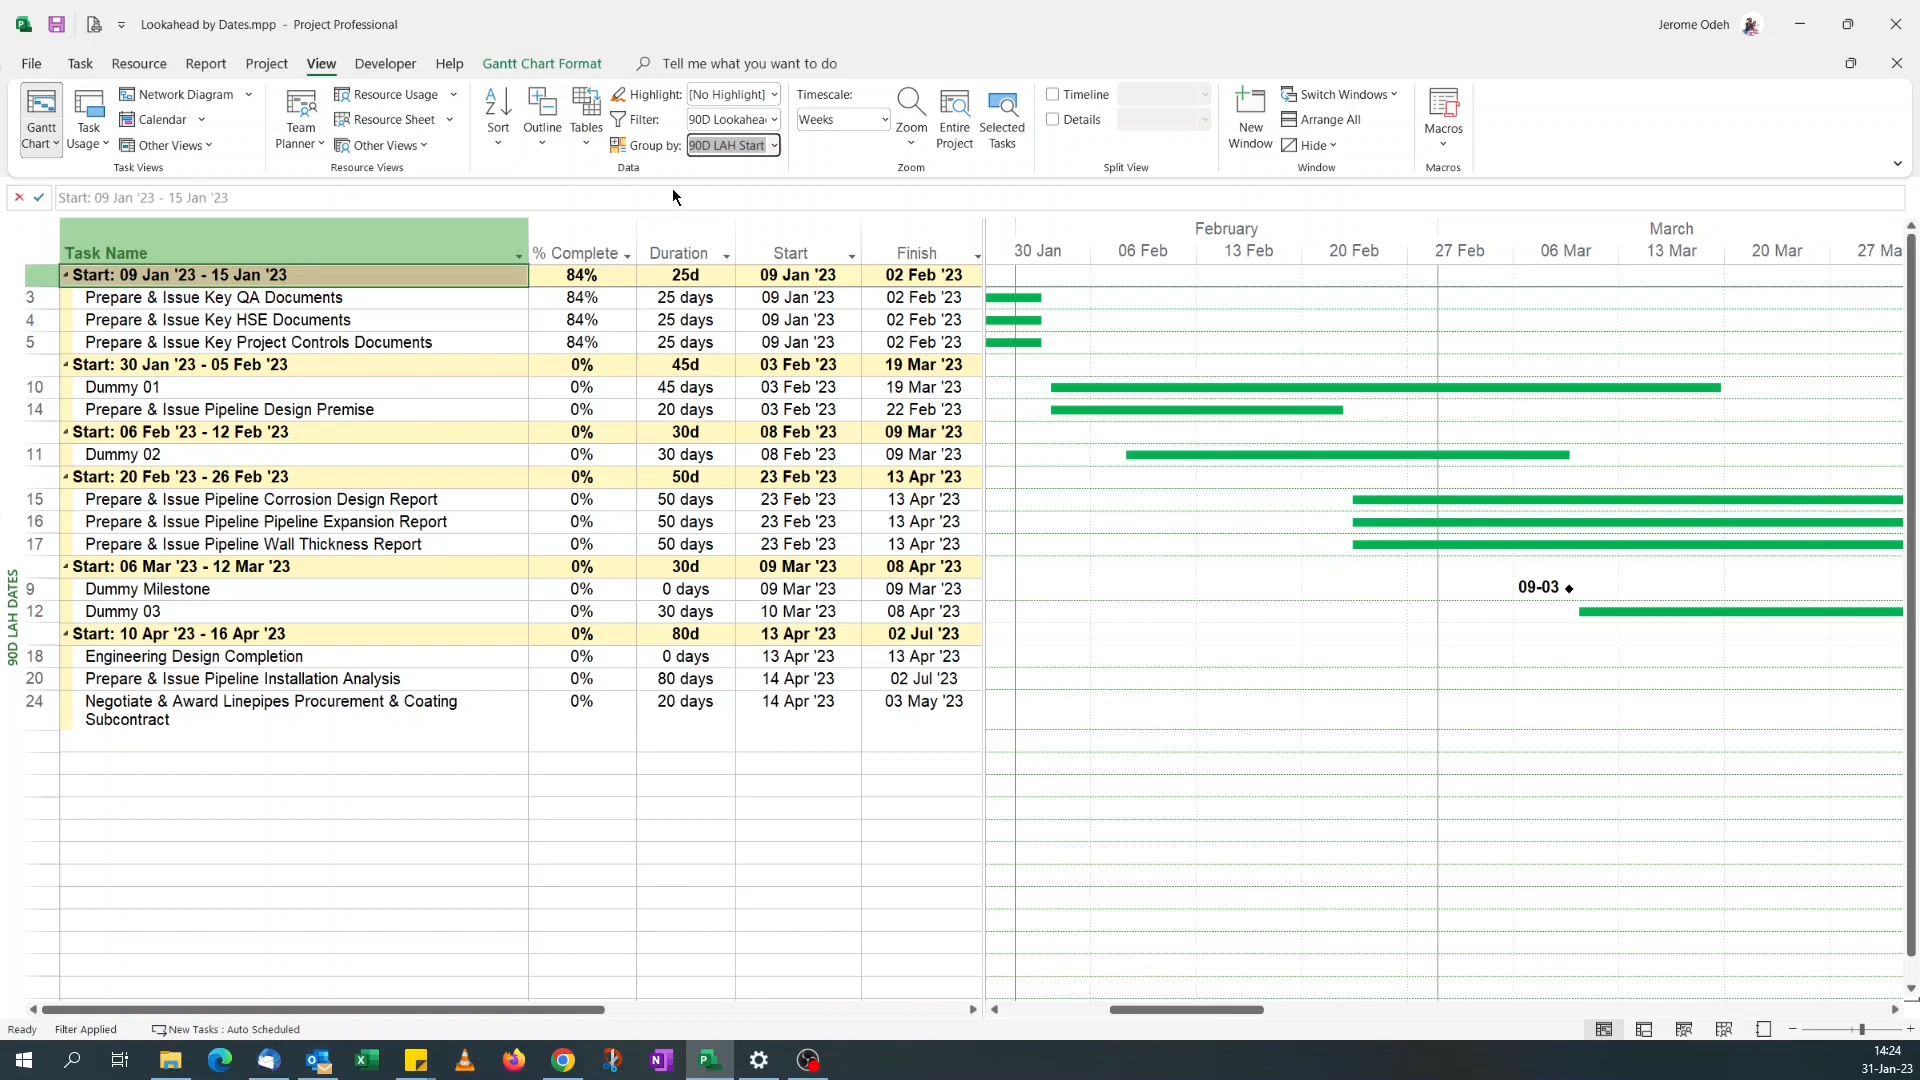 Lookahead by Dates.mpp - Project Professional
Jerome Odeh
File Task Resource Report Project View Developer Help Gantt Chart Format Tell me what you want to do
Gantt Chart
Task Usage
Network Diagram
Calendar
Other Views
Task Views
Team Planner
Resource Usage
Resource Sheet
Other Views
Resource Views
Sort
Outline
Tables
Highlight: [No Highlight]
Filter: 90D Lookahea
Group by: 90D LAH Start
Data
Timescale:
Weeks
Zoom
Entire Project
Selected Tasks
Zoom
Timeline
Details
Split View
New Window
Switch Windows
Arrange All
Hide
Window
Macros
Macros
Start: 09 Jan '23 - 15 Jan '23
Task Name % Complete Duration Start Finish
Start: 09 Jan '23 - 15 Jan '23 84% 25d 09 Jan '23 02 Feb '23
3 Prepare & Issue Key QA Documents 84% 25 days 09 Jan '23 02 Feb '23
4 Prepare & Issue Key HSE Documents 84% 25 days 09 Jan '23 02 Feb '23
5 Prepare & Issue Key Project Controls Documents 84% 25 days 09 Jan '23 02 Feb '23
Start: 30 Jan '23 - 05 Feb '23 0% 45d 03 Feb '23 19 Mar '23
10 Dummy 01 0% 45 days 03 Feb '23 19 Mar '23
14 Prepare & Issue Pipeline Design Premise 0% 20 days 03 Feb '23 22 Feb '23
Start: 06 Feb '23 - 12 Feb '23 0% 30d 08 Feb '23 09 Mar '23
11 Dummy 02 0% 30 days 08 Feb '23 09 Mar '23
Start: 20 Feb '23 - 26 Feb '23 0% 50d 23 Feb '23 13 Apr '23
15 Prepare & Issue Pipeline Corrosion Design Report 0% 50 days 23 Feb '23 13 Apr '23
16 Prepare & Issue Pipeline Pipeline Expansion Report 0% 50 days 23 Feb '23 13 Apr '23
17 Prepare & Issue Pipeline Wall Thickness Report 0% 50 days 23 Feb '23 13 Apr '23
Start: 06 Mar '23 - 12 Mar '23 0% 30d 09 Mar '23 08 Apr '23
9 Dummy Milestone 0% 0 days 09 Mar '23 09 Mar '23
12 Dummy 03 0% 30 days 10 Mar '23 08 Apr '23
Start: 10 Apr '23 - 16 Apr '23 0% 80d 13 Apr '23 02 Jul '23
18 Engineering Design Completion 0% 0 days 13 Apr '23 13 Apr '23
20 Prepare & Issue Pipeline Installation Analysis 0% 80 days 14 Apr '23 02 Jul '23
24 Negotiate & Award Linepipes Procurement & Coating 0% 20 days 14 Apr '23 03 May '23
Subcontract
90D LAH DATES
February March
30 Jan 06 Feb 13 Feb 20 Feb 27 Feb 06 Mar 13 Mar 20 Mar 27 Ma
09-03
Ready Filter Applied New Tasks : Auto Scheduled
14:24
31-Jan-23